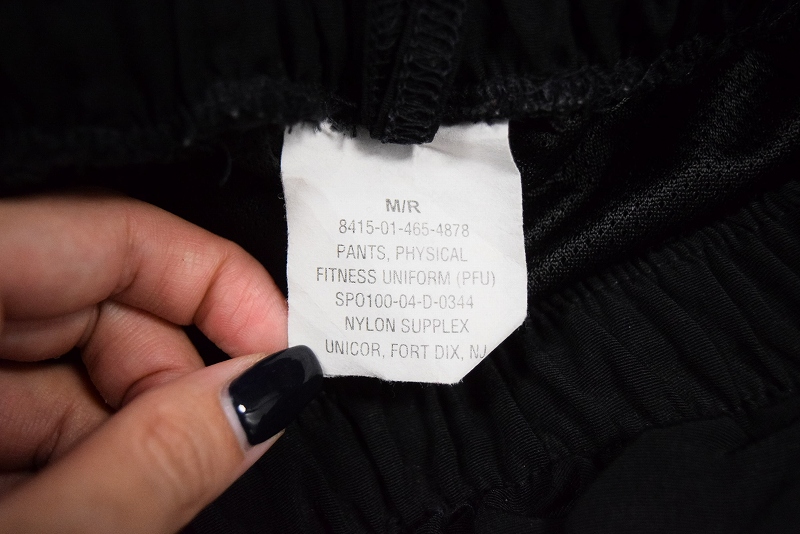 M/R
8415-01-465-4878
PANTS, PHYSICAL
FITNESS UNIFORM (PFU)
SPO100-04-D-0344
NYLON SUPPLEX
UNICOR, FORT DIX, NJ